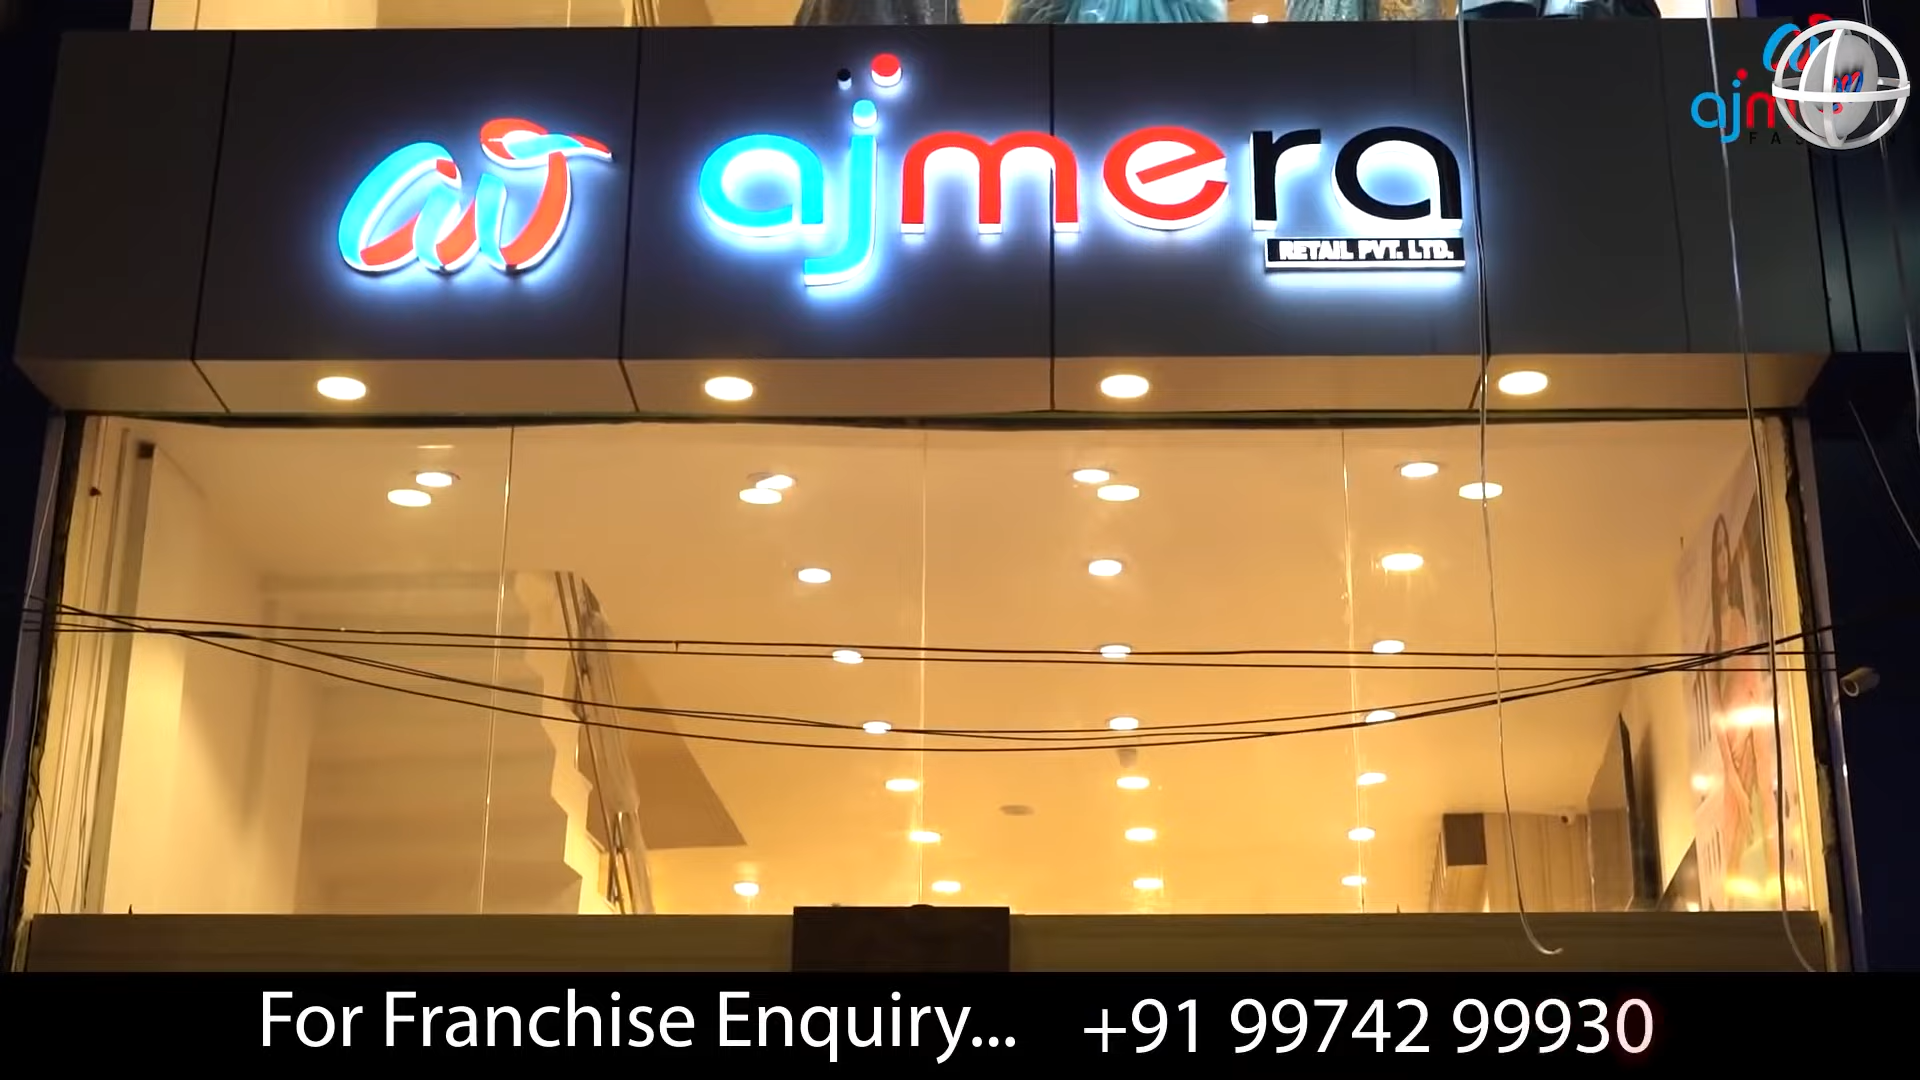 ajmera
RETAIL PVT. LTD.
For Franchise Enquiry... +91 99742 99930